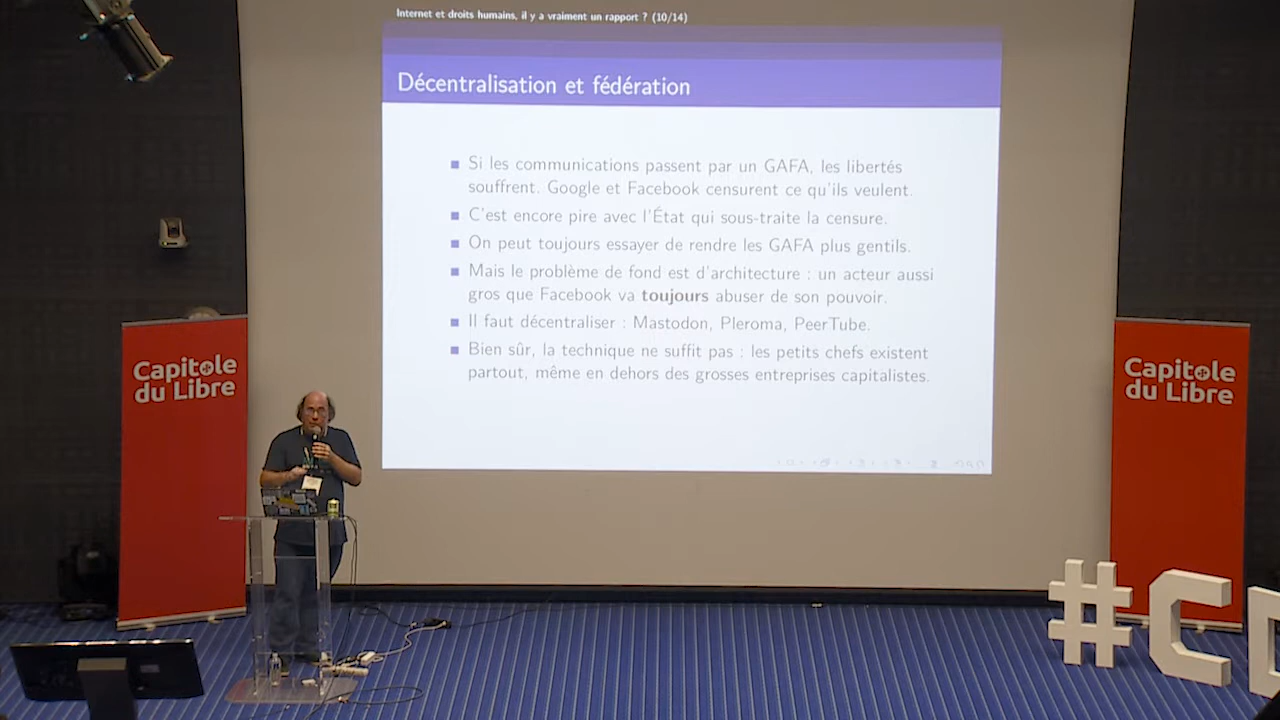 Internet et droits humains, il y a vraiment un rapport ? (10/14)
Décentralisation et fédération
Si les communications passent par un GAFA, les libertés
souffrent. Google et Facebook censurent ce qu'ils veulent.
C'est encore pire avec l'État qui sous-traite la censure.
On peut toujours essayer de rendre les GAFA plus gentils.
Mais le problème de fond est d'architecture : un acteur aussi
gros que Facebook va toujours abuser de son pouvoir.
Il faut décentraliser : Mastodon, Pleroma, PeerTube.
Bien sûr, la technique ne suffit pas : les petits chefs existent
partout, même en dehors des grosses entreprises capitalistes.
Capitole
du Libre
Capitole
du Libre
#C